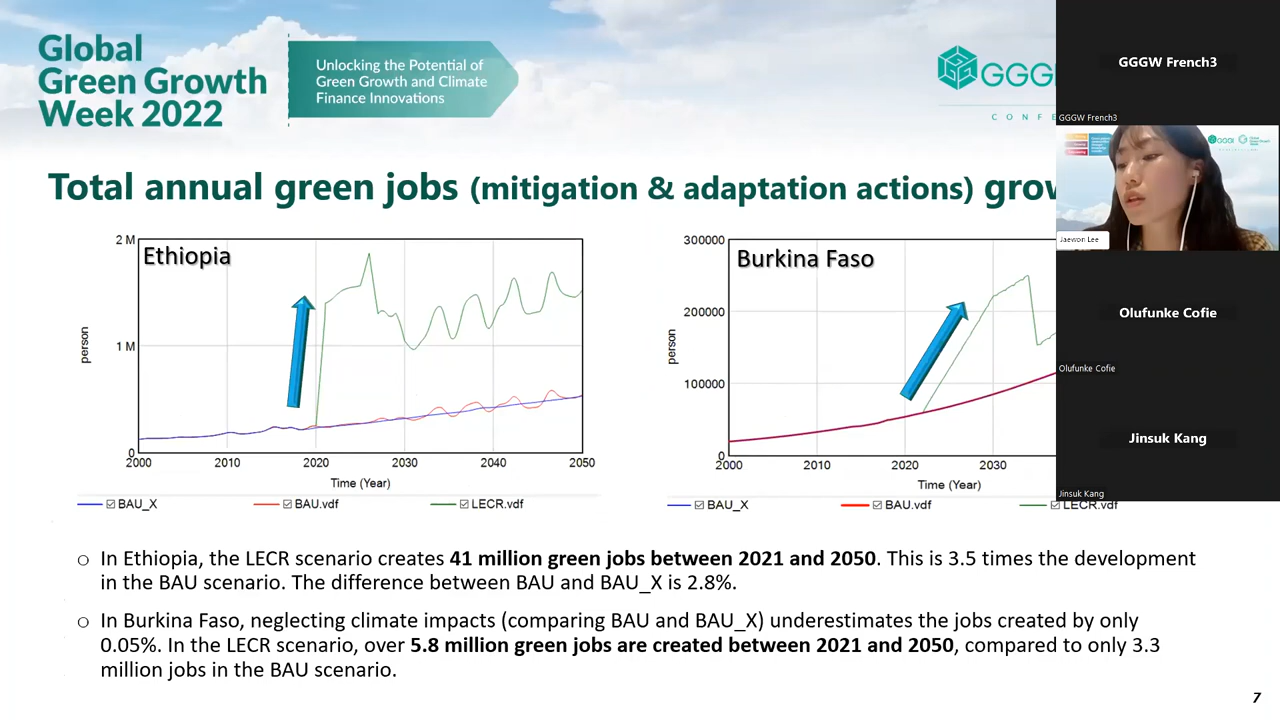 Global
Green Growth
Week 2022
Unlocking the Potential of
Green Growth and Climate
Finance Innovations
Total annual green jobs (mitigation & adaptation actions)
2 M
Ethiopia
person
1 M
0
2000 2010 2020 2030 2040 2050
Time (Year)
BAU_X BAU.vdf LECR.vdf
300000
Burkina Faso
200000
person
100000
0
2000 2010 2020 2030
Time (Year)
BAU_X BAU.vdf LECR.vdf
In Ethiopia, the LECR scenario creates 41 million green jobs between 2021 and 2050. This is 3.5 times the development
in the BAU scenario. The difference between BAU and BAU_X is 2.8%.
In Burkina Faso, neglecting climate impacts (comparing BAU and BAU_X) underestimates the jobs created by only
0.05%. In the LECR scenario, over 5.8 million green jobs are created between 2021 and 2050, compared to only 3.3
million jobs in the BAU scenario.
7
GGGW French3
GGGW French3
Jaewon Lee
Olufunke Cofie
Olufunke Cofie
Jinsuk Kang
Jinsuk Kang